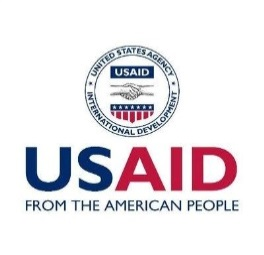 UNITED STATES AGENCY
USAID
INTERNATIONAL DEVELOPMENT
USAID
FROM THE AMERICAN PEOPLE